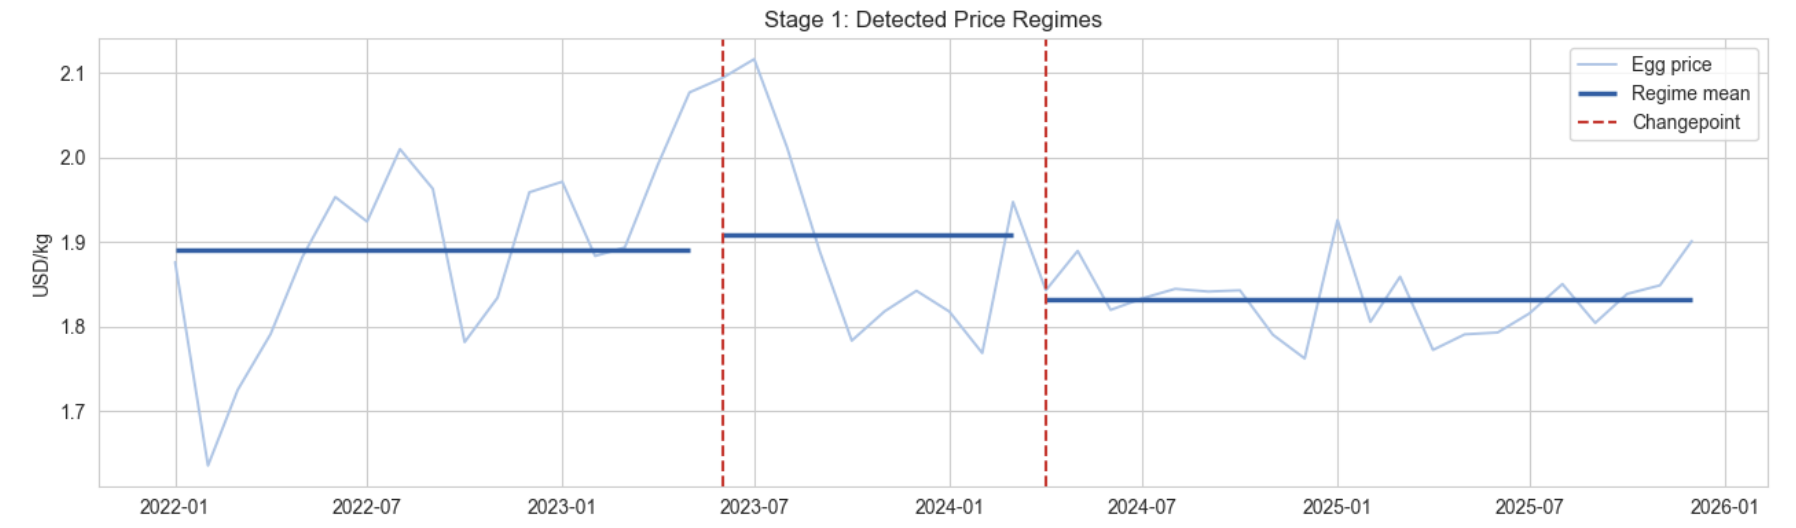 Stage 1: Detected Price Regimes
Egg price
Regime mean
Changepoint
USD/kg
2.1
2.0
1.9
1.8
1.7
2022-01 2022-07 2023-01 2023-07 2024-01 2024-07 2025-01 2025-07 2026-01